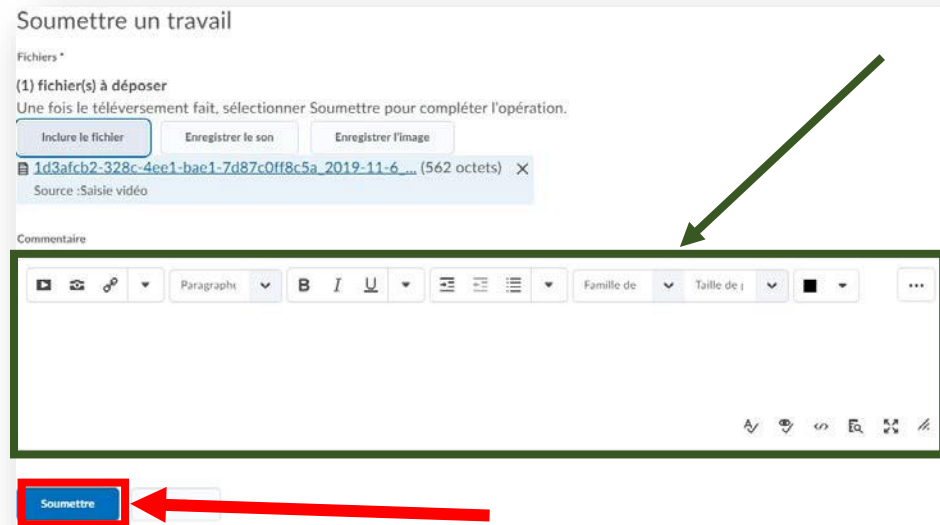 Soumettre un travail
Fichiers *
(1) fichier(s) à déposer
Une fois le téléversement fait, sélectionner Soumettre pour compléter l'opération.
Inclure le fichier Enregistrer le son Enregistrer l'image
1d3afcb2-328c-4ee1-bae1-7d87c0ff8c5a_2019-11-6_... (562 octets)
Source :Saisie vidéo
Commentaire
Paragraphe B I U Famille de Taille de p ...
Soumettre